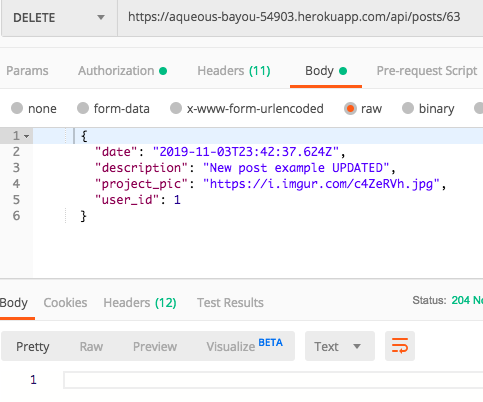 DELETE https://aqueous-bayou-54903.herokuapp.com/api/posts/63
Params Authorization Headers (11) Body Pre-request Script
none form-data x-www-form-urlencoded raw binary
1 {
2 "date": "2019-11-03T23:42:37.624Z",
3 "description": "New post example UPDATED",
4 "project_pic": "https://i.imgur.com/c4ZeRVh.jpg",
5 "user_id": 1
6 }
Body Cookies Headers (12) Test Results Status: 204 No
Pretty Raw Preview Visualize BETA Text
1